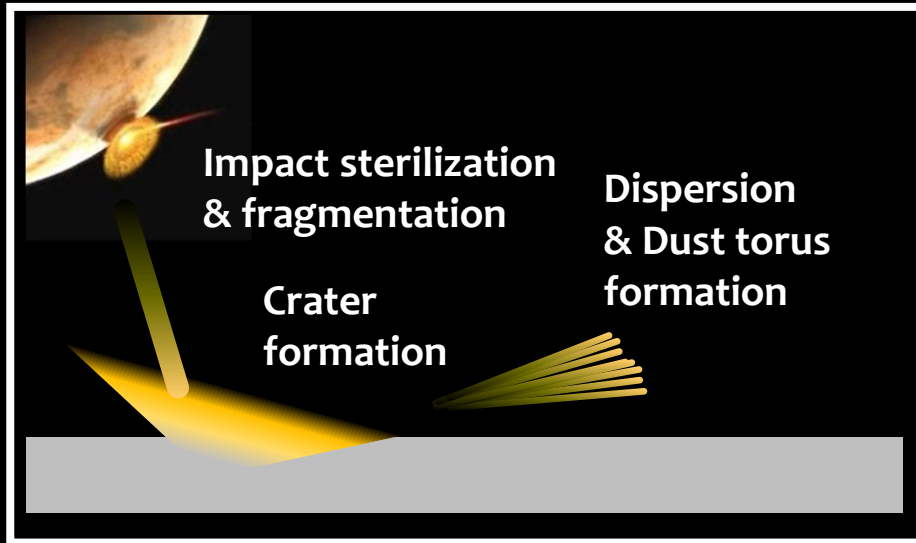 Impact sterilization
& fragmentation
Crater
formation
Dispersion
& Dust torus
formation